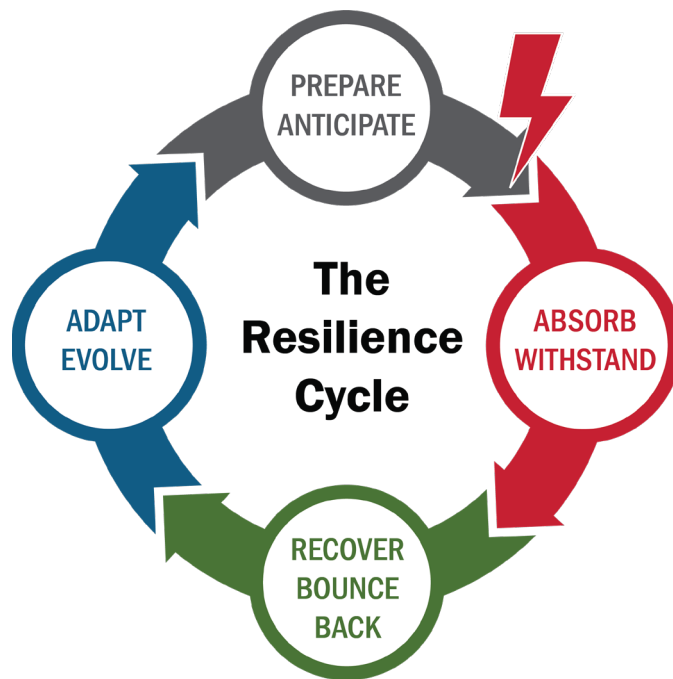 PREPARE
ANTICIPATE
The
Resilience
Cycle
ABSORB
WITHSTAND
RECOVER
BOUNCE
BACK
ADAPT
EVOLVE